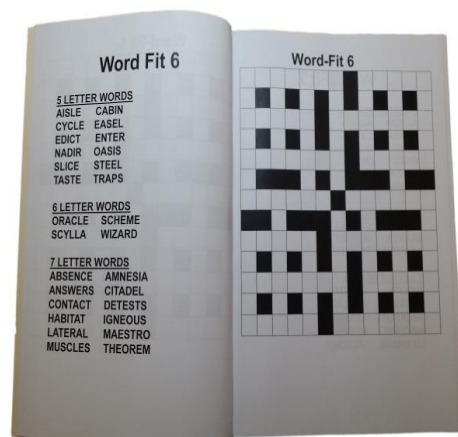 Word Fit 6
5 LETTER WORDS
AISLE CABIN
CYCLE EASEL
EDICT ENTER
NADIR OASIS
SLICE STEEL
TASTE TRAPS
6 LETTER WORDS
ORACLE SCHEME
SCYLLA WIZARD
7 LETTER WORDS
ABSENCE AMNESIA
ANSWERS CITADEL
CONTACT DETESTS
HABITAT IGNEOUS
LATERAL MAESTRO
MUSCLES THEOREM
Word-Fit 6